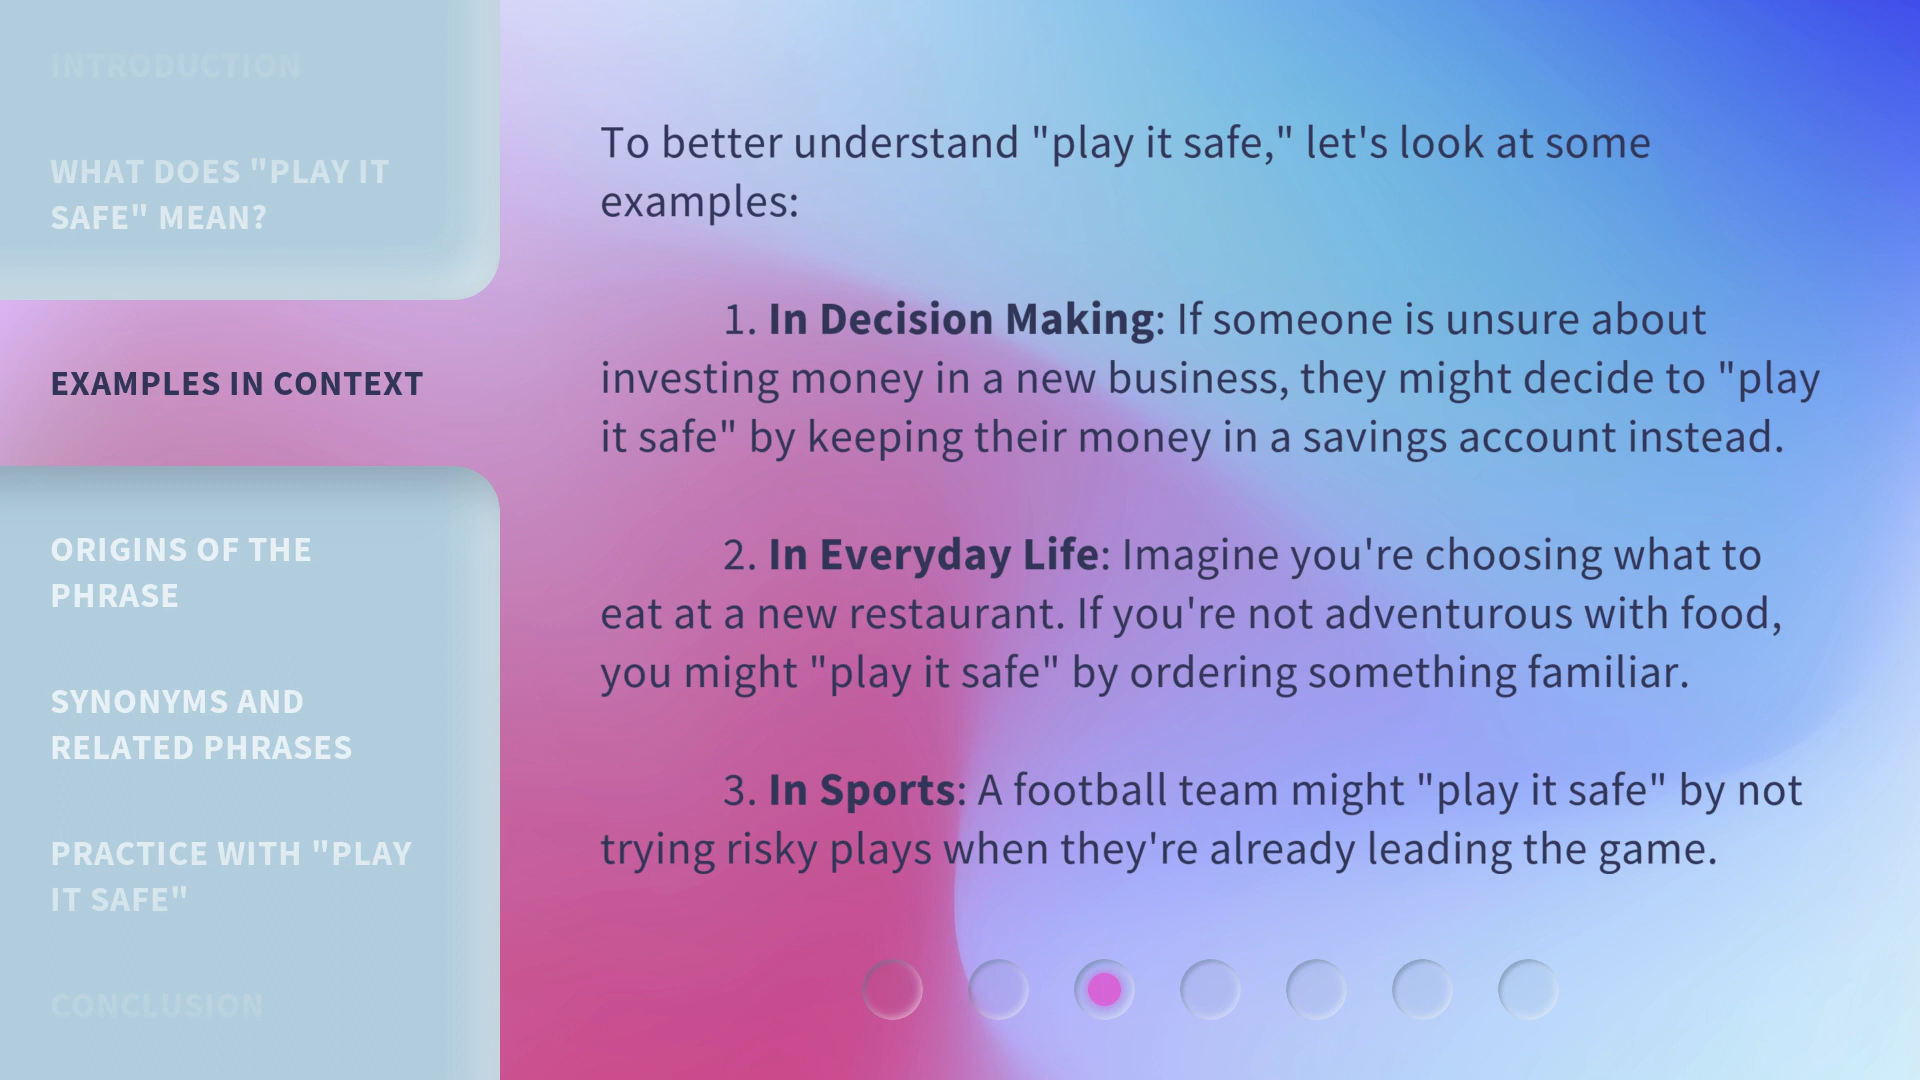 INTRODUCTION
WHAT DOES "PLAY IT
SAFE" MEAN?
EXAMPLES IN CONTEXT
ORIGINS OF THE
PHRASE
SYNONYMS AND
RELATED PHRASES
PRACTICE WITH "PLAY
IT SAFE"
CONCLUSION
To better understand "play it safe," let's look at some
examples:
1. In Decision Making: If someone is unsure about
investing money in a new business, they might decide to "play
it safe" by keeping their money in a savings account instead.
2. In Everyday Life: Imagine you're choosing what to
eat at a new restaurant. If you're not adventurous with food,
you might "play it safe" by ordering something familiar.
3. In Sports: A football team might "play it safe" by not
trying risky plays when they're already leading the game.